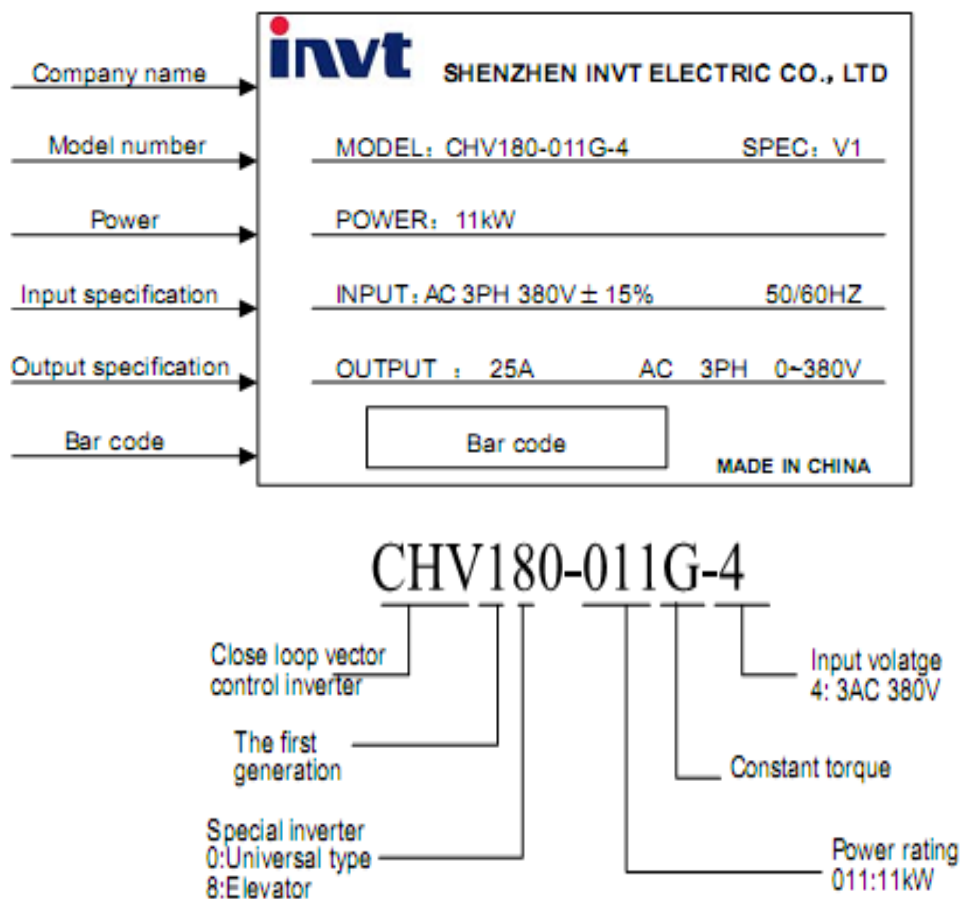 invt SHENZHEN INVT ELECTRIC CO., LTD
Company name
Model number
MODEL: CHV180-011G-4 SPEC: V1
Power
POWER: 11kW
Input specification
INPUT: AC 3PH 380V ± 15% 50/60HZ
Output specification
OUTPUT : 25A AC 3PH 0~380V
Bar code
Bar code
MADE IN CHINA
CHV180-011G-4
Close loop vector
control inverter
Input volatge
4: 3AC 380V
The first
generation
Constant torque
Special inverter
0:Universal type
8:Elevator
Power rating
011:11kW